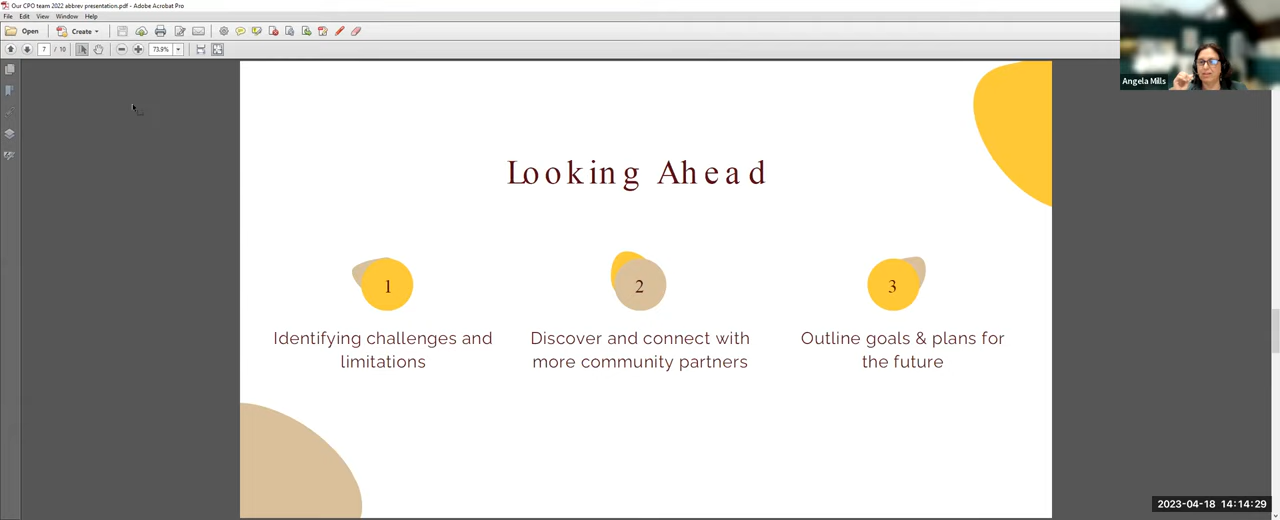 Our CPO team 2022 abbrev presentation.pdf - Adobe Acrobat Pro
File Edit View Window Help
Open Create
7 / 10 73.9%
Angela Mills
Looking Ahead
1
Identifying challenges and
limitations
2
Discover and connect with
more community partners
3
Outline goals & plans for
the future
2023-04-18 14:14:29